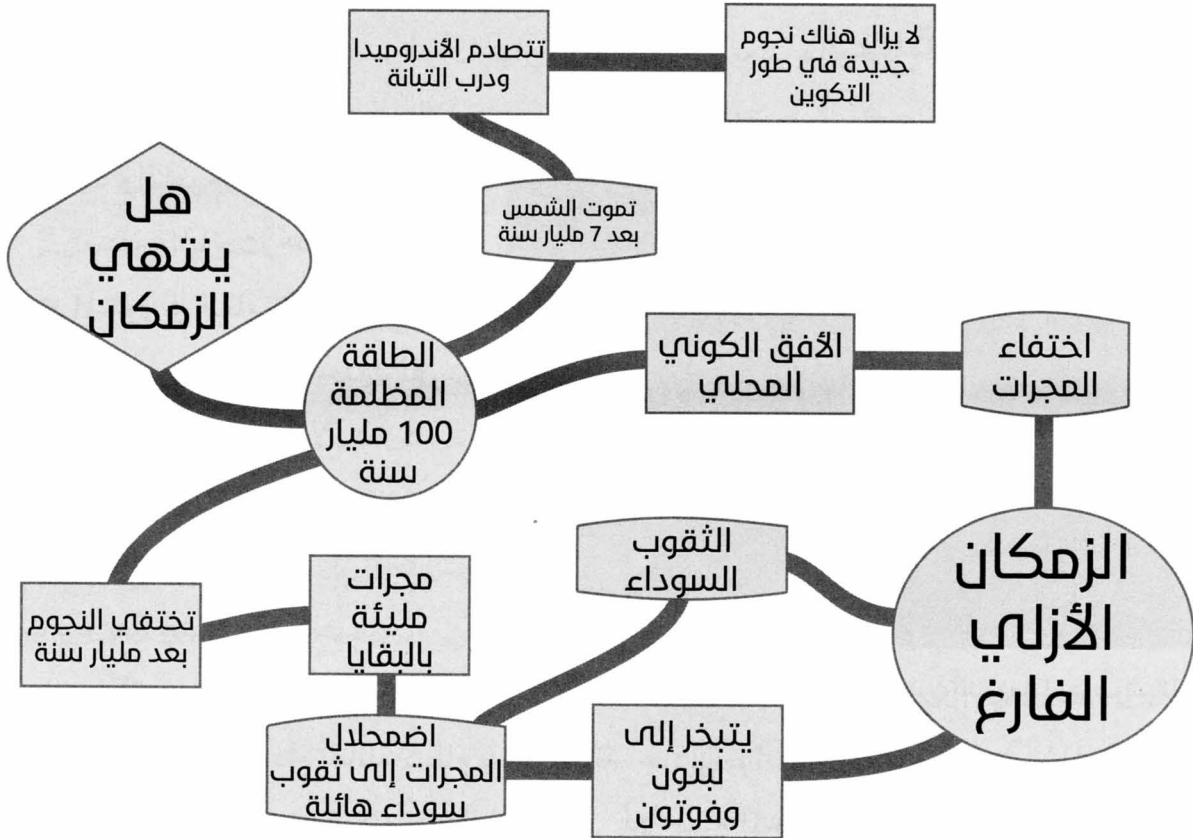 لا يزال هناك نجوم
جديدة في طور
التكوين
تتصادم الأندروميدا
ودرب التبانة
تموت الشمس
بعد 7 مليار سنة
هل
ينتهي
الزمكان
الطاقة
المظلمة
100 مليار
سنة
الأفق الكوني
المحلي
اختفاء
المجرات
الزمكان
الأزلي
الفارغ
الثقوب
السوداء
مجرات
مليئة
بالبقايا
تختفي النجوم
بعد مليار سنة
اضمحلال
المجرات إلى ثقوب
سوداء هائلة
يتبخر إلى
لبتون
وفوتون